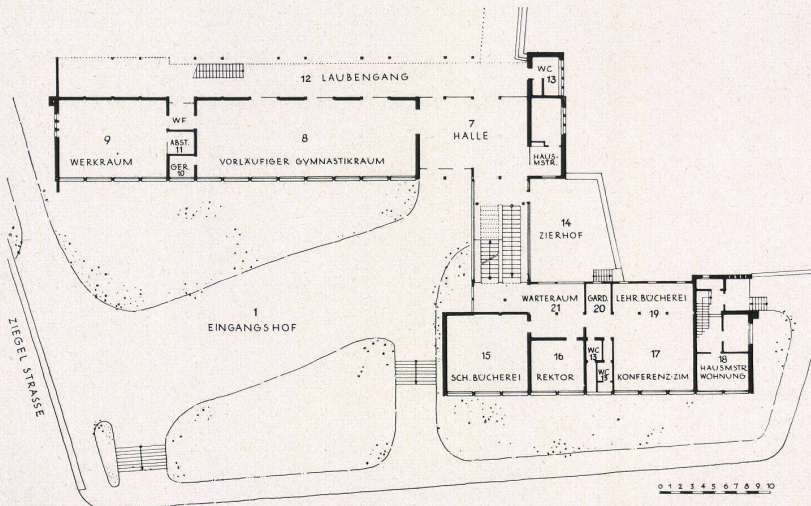 12 LAUBENGANG
WC
13
7
HALLE
WF
9
WERKRAUM
ABST.
11
GER.
10
8
VORLÄUFIGER GYMNASTIKRAUM
HAUS-
MSTR.
14
ZIERHOF
1
EINGANGSHOF
ZIEGELSTRASSE
WARTERAUM
21
GARD.
20
LEHR. BÜCHEREI
19
15
SCH. BÜCHEREI
16
REKTOR
WC
13
WC
13
17
KONFERENZ-ZIM
18
HAUSMSTR.
WOHNUNG
0 1 2 3 4 5 6 7 8 9 10